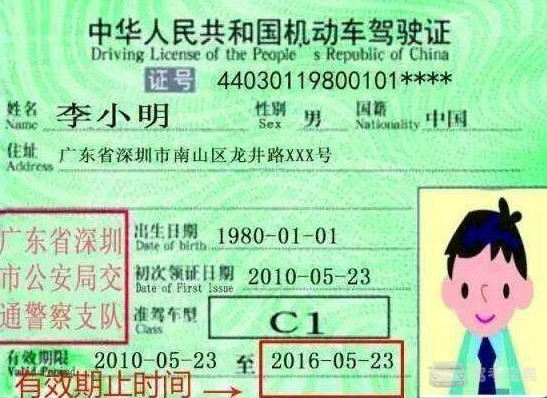 中华人民共和国机动车驾驶证
Driving License of the People's Republic of China
证号 44030119800101****
姓名 李小明 性别 男 国籍 中国
Name Sex Nationality
住址 广东省深圳市南山区龙井路XXX号
Address
广东省深圳
市公安局交
通警察支队
出生日期 1980-01-01
Date of birth
初次领证日期 2010-05-23
Date of First Issue
准驾车型 C1
Class
有效期限 2010-05-23 至 2016-05-23
Valid Period
有效期止时间→